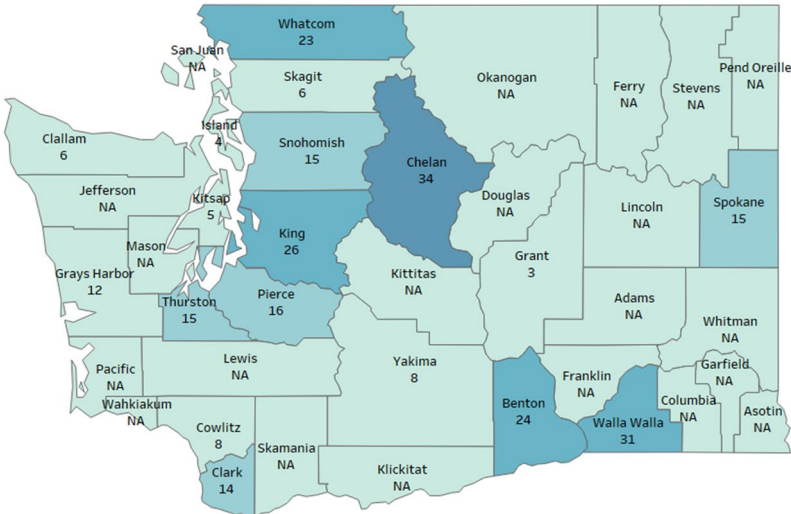 Whatcom
23
San Juan
NA
Skagit
6
Okanogan
NA
Ferry
NA
Stevens
NA
Pend Oreille
NA
Island
4
Clallam
6
Snohomish
15
Chelan
34
Jefferson
NA
Kitsap
5
Douglas
NA
Lincoln
NA
Spokane
15
King
26
Mason
NA
Grays Harbor
12
Kittitas
NA
Grant
3
Thurston
15
Pierce
16
Adams
NA
Whitman
NA
Pacific
NA
Lewis
NA
Yakima
8
Franklin
NA
Garfield
NA
Wahkiakum
NA
Benton
24
Columbia
NA
Asotin
NA
Cowlitz
8
Skamania
NA
Walla Walla
31
Clark
14
Klickitat
NA